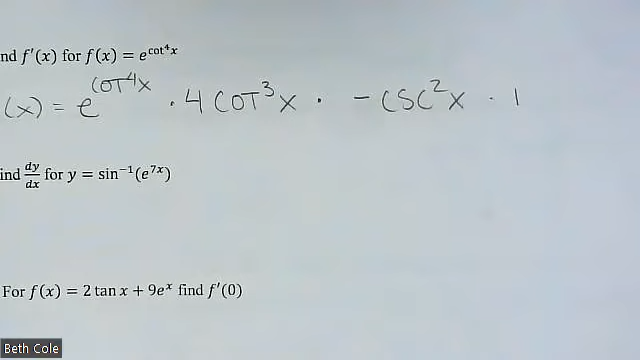 nd f′(x) for f(x) = e^{cot⁴x}
(x) = e^{COT⁴x} · 4 COT³x · - CSC²x · 1
ind dy/dx for y = sin⁻¹(e^{7x})
For f(x) = 2 tan x + 9eˣ find f′(0)
Beth Cole